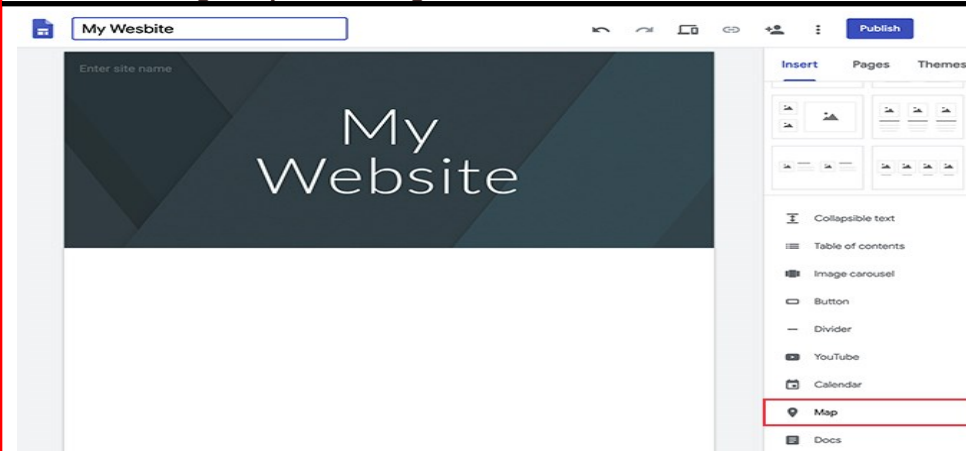 My Wesbite
Publish
Enter site name
My
Website
Insert Pages Themes
Collapsible text
Table of contents
Image carousel
Button
Divider
YouTube
Calendar
Map
Docs